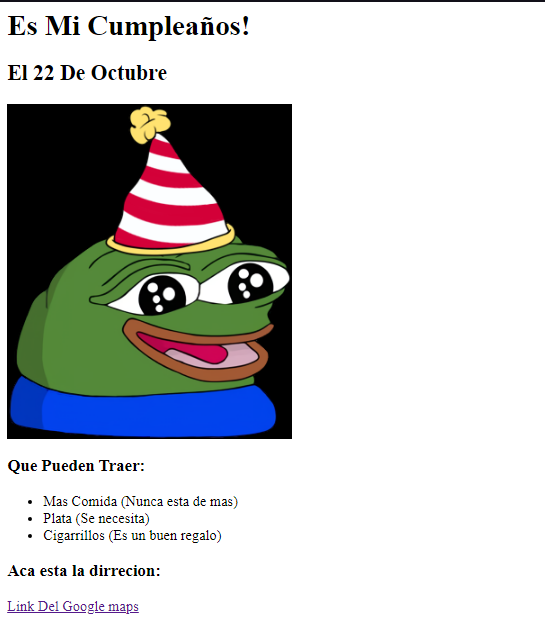 Es Mi Cumpleaños!
El 22 De Octubre
Que Pueden Traer:
Mas Comida (Nunca esta de mas)
Plata (Se necesita)
Cigarrillos (Es un buen regalo)
Aca esta la dirrecion:
Link Del Google maps